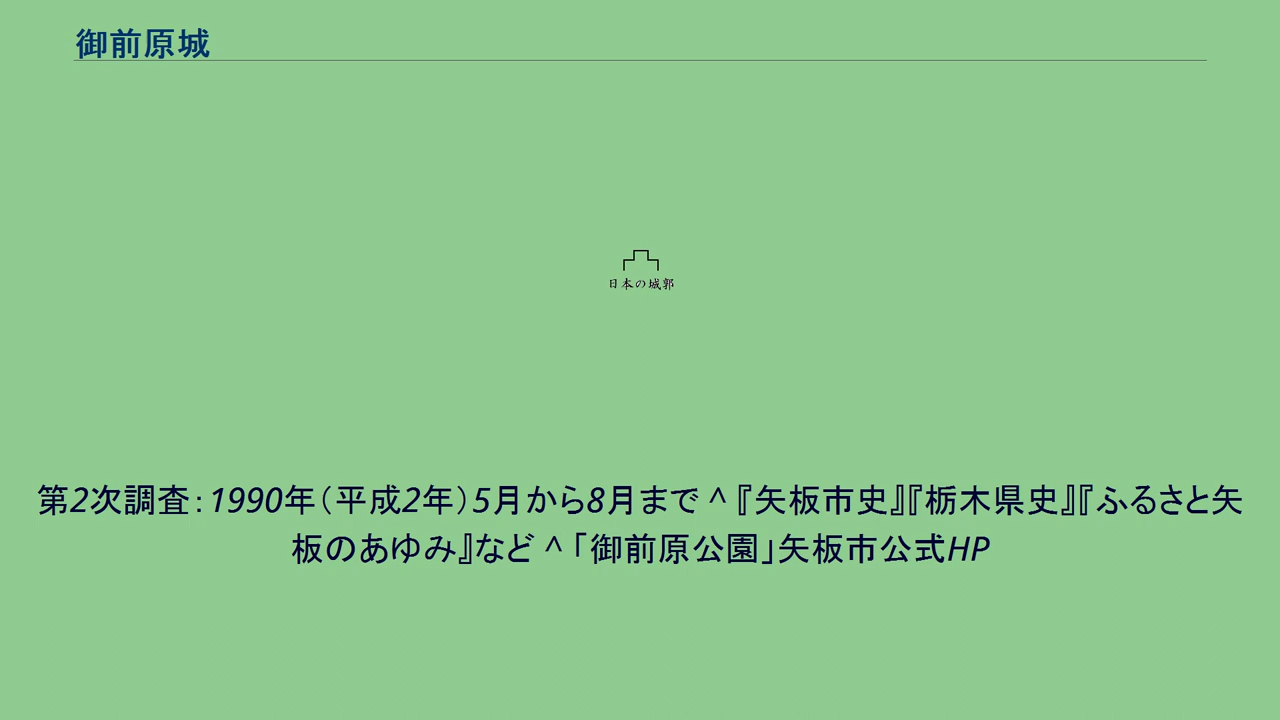 御前原城
日本の城郭
第2次調査：1990年（平成2年）5月から8月まで ^ 『矢板市史』『栃木県史』『ふるさと矢
板のあゆみ』など ^ 「御前原公園」矢板市公式HP